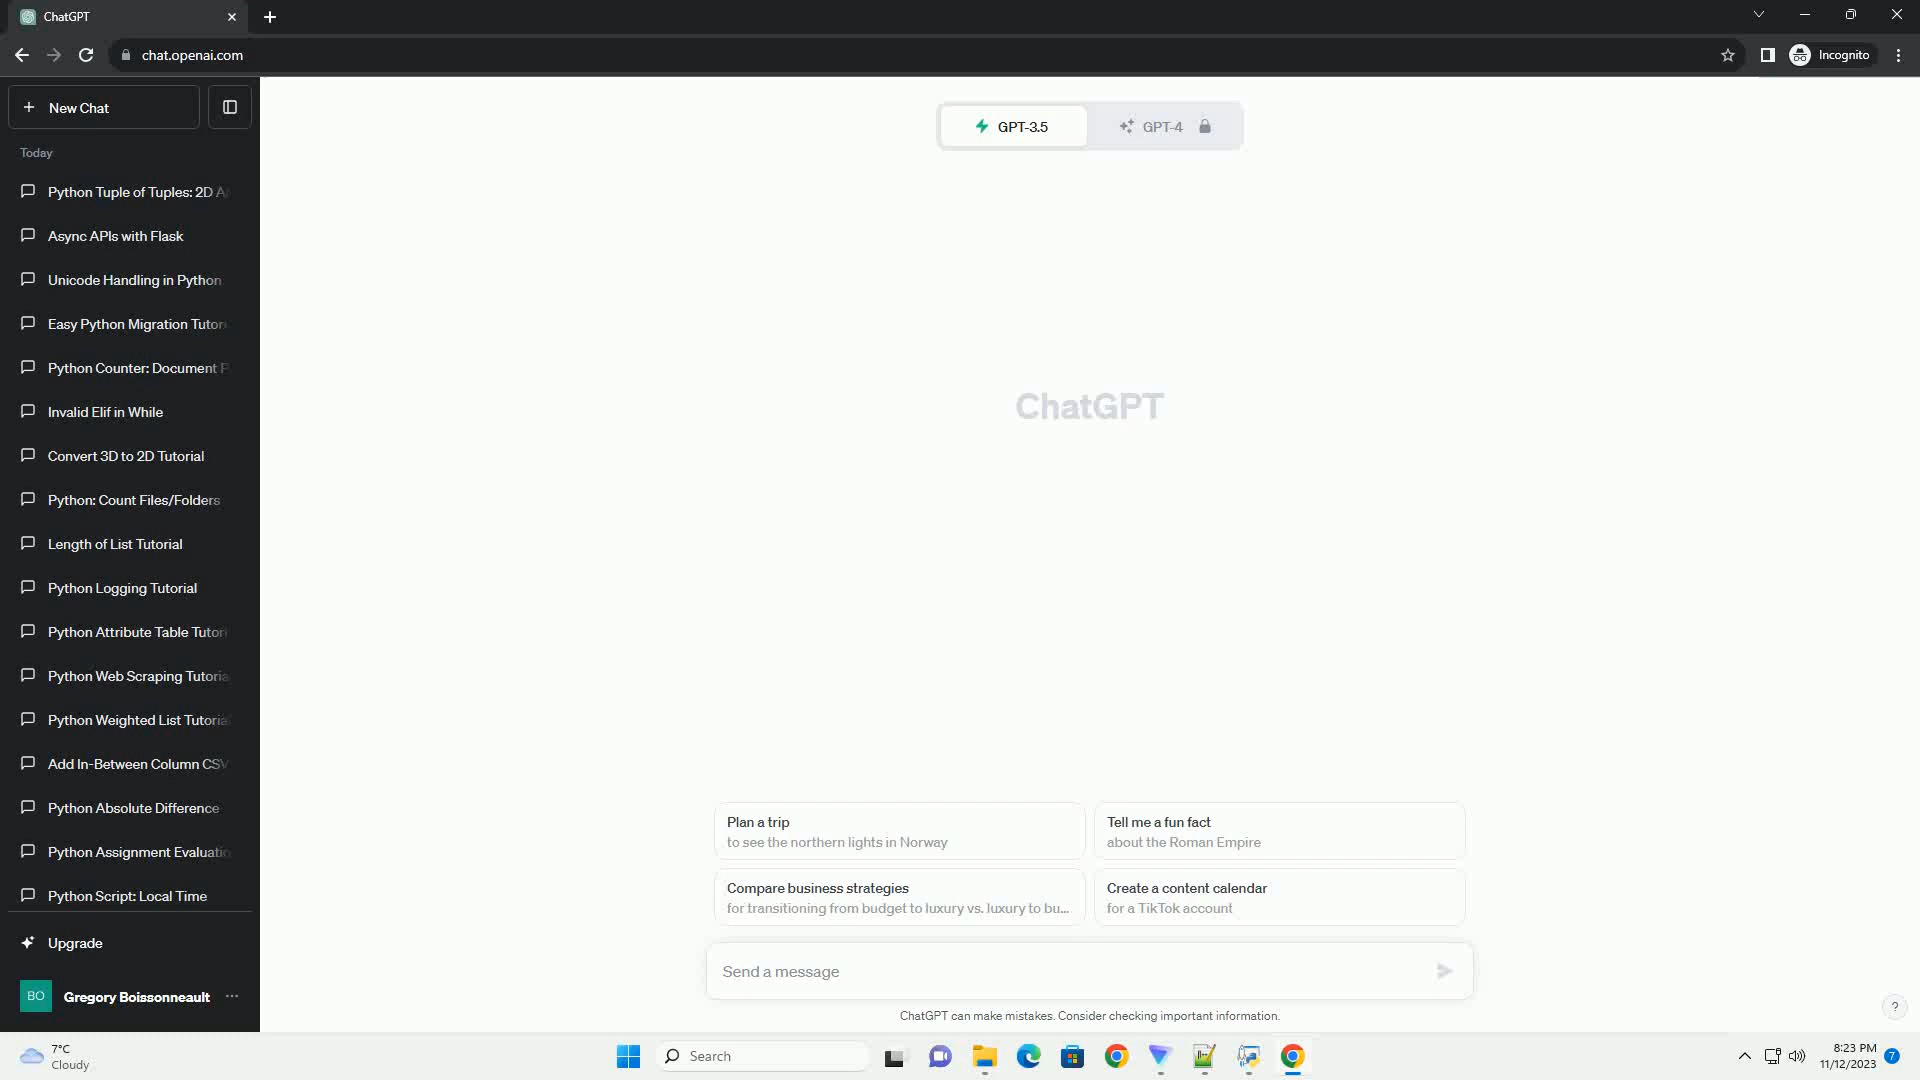 ChatGPT
chat.openai.com
Incognito
New Chat
GPT-3.5
GPT-4
Today
Python Tuple of Tuples: 2D
Async APIs with Flask
Unicode Handling in Python
Easy Python Migration
Python Counter: Document
Invalid Elif in While
Convert 3D to 2D Tutorial
Python: Count Files/Folders
Length of List Tutorial
Python Logging Tutorial
Python Attribute Table
Python Web Scraping
Python Weighted List
Add In-Between Column CSV
Python Absolute Difference
Python Assignment
Python Script: Local Time
Upgrade
BO
Gregory Boissonneault
ChatGPT
Plan a trip
to see the northern lights in Norway
Tell me a fun fact
about the Roman Empire
Compare business strategies
for transitioning from budget to luxury vs. luxury to bu...
Create a content calendar
for a TikTok account
Send a message
ChatGPT can make mistakes. Consider checking important information.
?
7°C
Cloudy
Search
8:23 PM
11/12/2023
7